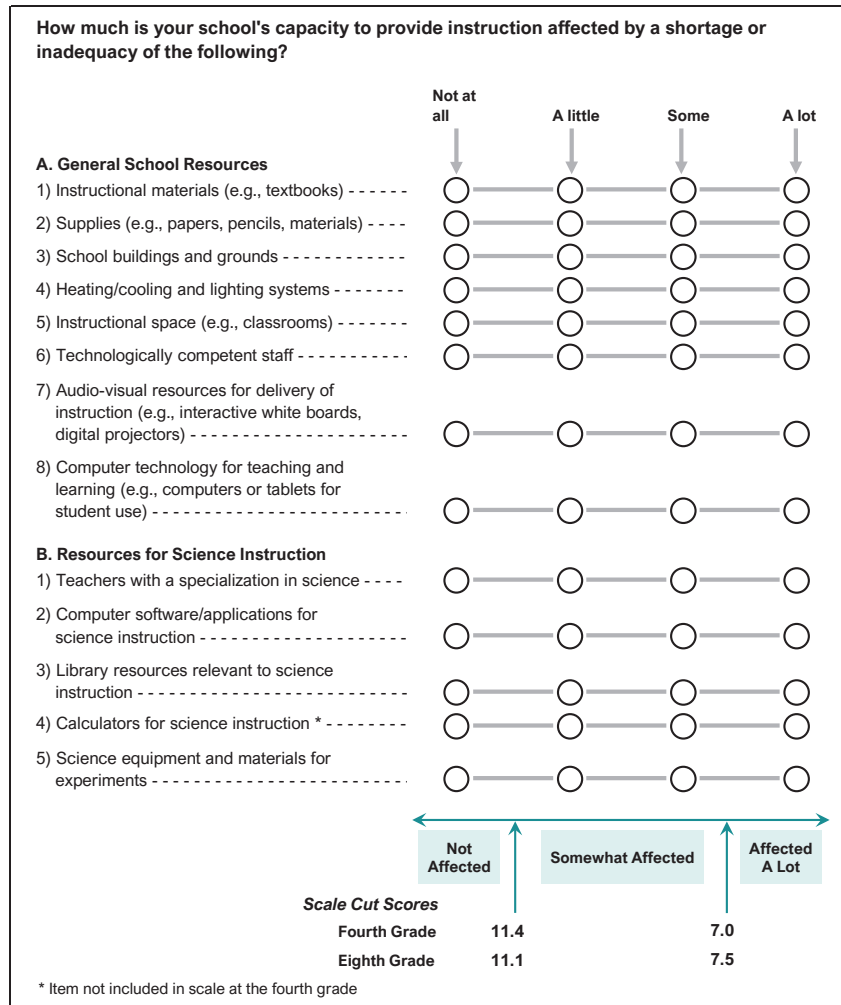 How much is your school's capacity to provide instruction affected by a shortage or
inadequacy of the following?
Not at
all
A little
Some
A lot
A. General School Resources
1) Instructional materials (e.g., textbooks) - - - - - -
2) Supplies (e.g., papers, pencils, materials) - - - -
3) School buildings and grounds - - - - - - - - - - - -
4) Heating/cooling and lighting systems - - - - - - -
5) Instructional space (e.g., classrooms) - - - - - - -
6) Technologically competent staff - - - - - - - - - - -
7) Audio-visual resources for delivery of
instruction (e.g., interactive white boards,
digital projectors) - - - - - - - - - - - - - - - - - - - - -
8) Computer technology for teaching and
learning (e.g., computers or tablets for
student use) - - - - - - - - - - - - - - - - - - - - - - - - -
B. Resources for Science Instruction
1) Teachers with a specialization in science - - - -
2) Computer software/applications for
science instruction - - - - - - - - - - - - - - - - - - - -
3) Library resources relevant to science
instruction - - - - - - - - - - - - - - - - - - - - - - - - - -
4) Calculators for science instruction * - - - - - - - -
5) Science equipment and materials for
experiments - - - - - - - - - - - - - - - - - - - - - - - - -
Not
Affected
Somewhat Affected
Affected
A Lot
Scale Cut Scores
Fourth Grade 11.4 7.0
Eighth Grade 11.1 7.5
* Item not included in scale at the fourth grade